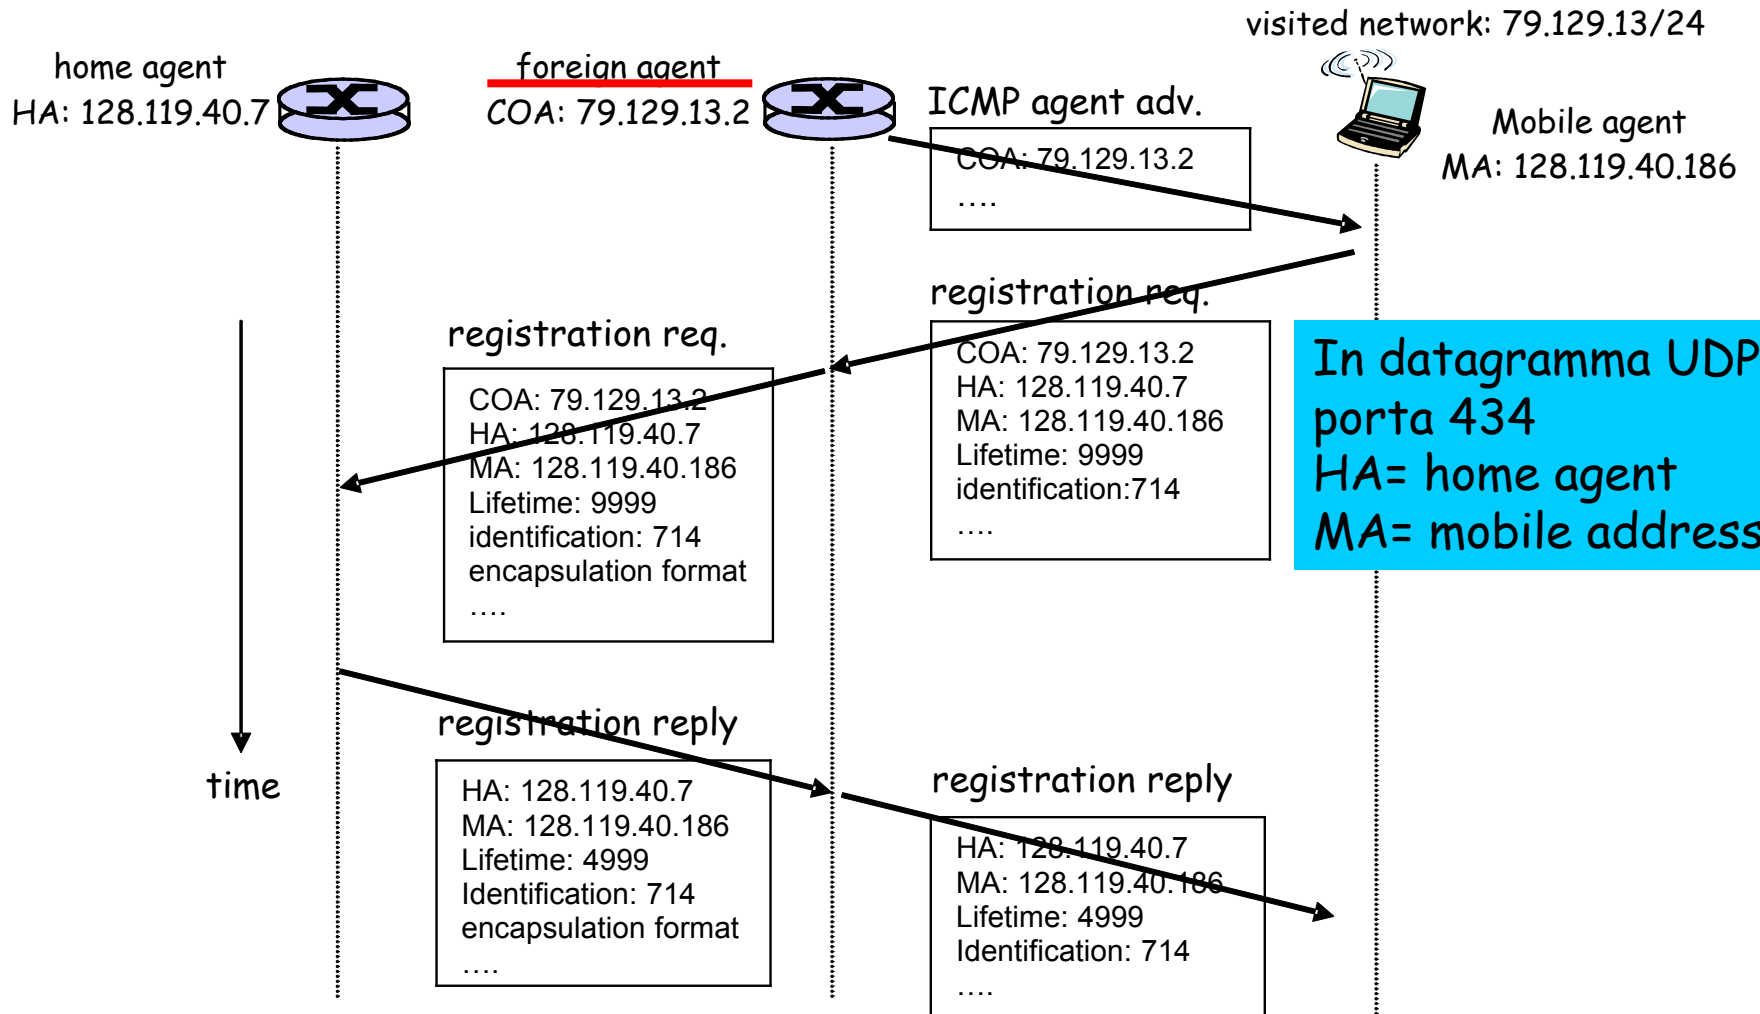 visited network: 79.129.13/24
home agent
HA: 128.119.40.7
foreign agent
COA: 79.129.13.2
ICMP agent adv.
COA: 79.129.13.2
….
Mobile agent
MA: 128.119.40.186
registration req.
COA: 79.129.13.2
HA: 128.119.40.7
MA: 128.119.40.186
Lifetime: 9999
identification:714
….
In datagramma UDP
porta 434
HA= home agent
MA= mobile address
registration req.
COA: 79.129.13.2
HA: 128.119.40.7
MA: 128.119.40.186
Lifetime: 9999
identification: 714
encapsulation format
….
time
registration reply
HA: 128.119.40.7
MA: 128.119.40.186
Lifetime: 4999
Identification: 714
encapsulation format
….
registration reply
HA: 128.119.40.7
MA: 128.119.40.186
Lifetime: 4999
Identification: 714
….